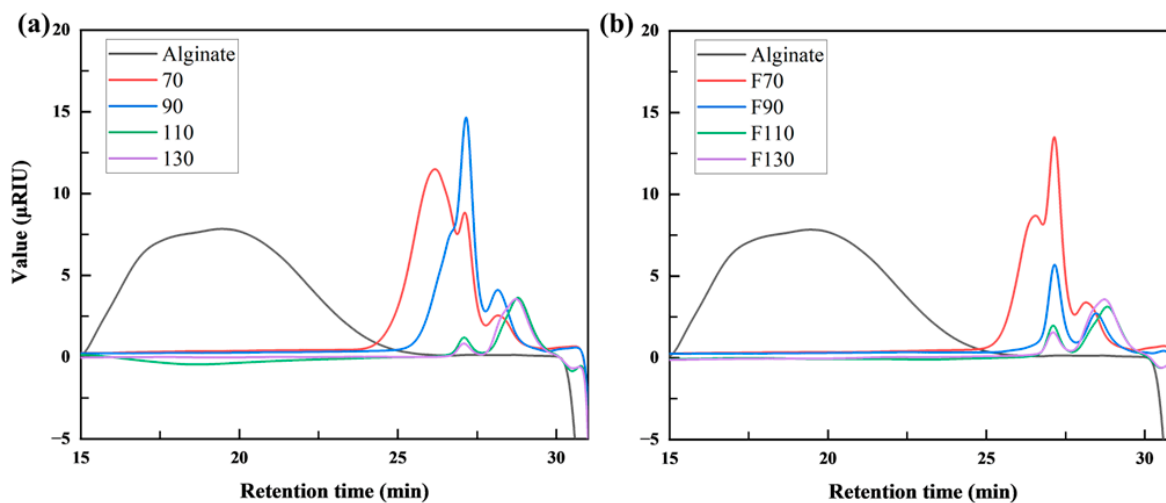 (a)
20
15
10
5
0
−5
Value (μRIU)
Alginate
70
90
110
130
15
20
25
30
Retention time (min)
(b)
20
15
10
5
0
−5
Alginate
F70
F90
F110
F130
15
20
25
30
Retention time (min)